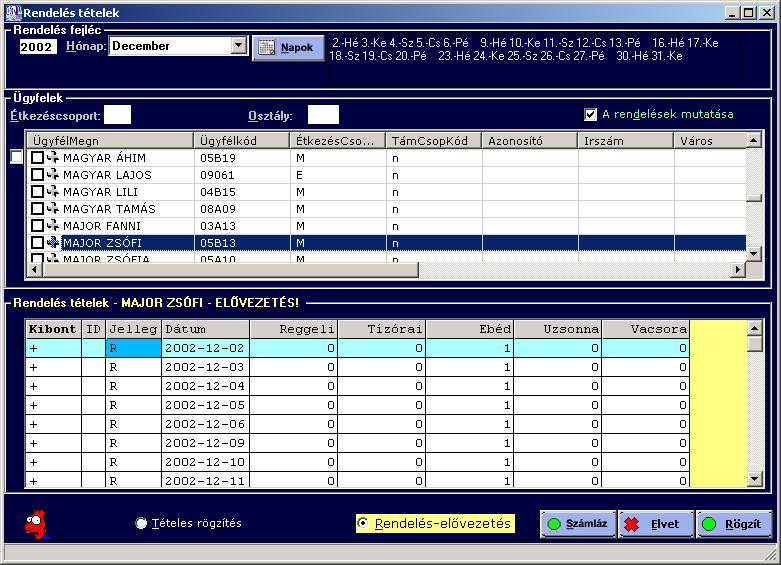 Rendelés tételek
Rendelés fejléc
2002 Hónap: December Napok
2.-Hé 3.-Ke 4.-Sz 5.-Cs 6.-Pé 9.-Hé 10.-Ke 11.-Sz 12.-Cs 13.-Pé 16.-Hé 17.-Ke
18.-Sz 19.-Cs 20.-Pé 23.-Hé 24.-Ke 25.-Sz 26.-Cs 27.-Pé 30.-Hé 31.-Ke
Ügyfelek
Étkezéscsoport: Osztály: A rendelések mutatása
ÜgyfélMegn Ügyfélkód ÉtkezésCso... TámCsopKód Azonosító Irszám Város
MAGYAR ÁHIM 05B19 M n
MAGYAR LAJOS 09061 E n
MAGYAR LILI 04B15 M n
MAGYAR TAMÁS 08A09 M n
MAJOR FANNI 03A13 M n
MAJOR ZSÓFI 05B13 M n
MAJOR ZSÓFIA 05A10 M n
Rendelés tételek - MAJOR ZSÓFI - ELŐVEZETÉS!
Kibont ID Jelleg Dátum Reggeli Tízórai Ebéd Uzsonna Vacsora
+ R 2002-12-02 0 0 1 0 0
+ R 2002-12-03 0 0 1 0 0
+ R 2002-12-04 0 0 1 0 0
+ R 2002-12-05 0 0 1 0 0
+ R 2002-12-06 0 0 1 0 0
+ R 2002-12-09 0 0 1 0 0
+ R 2002-12-10 0 0 1 0 0
+ R 2002-12-11 0 0 1 0 0
Tételes rögzítés Rendelés-elővezetés Számláz Elvet Rögzít